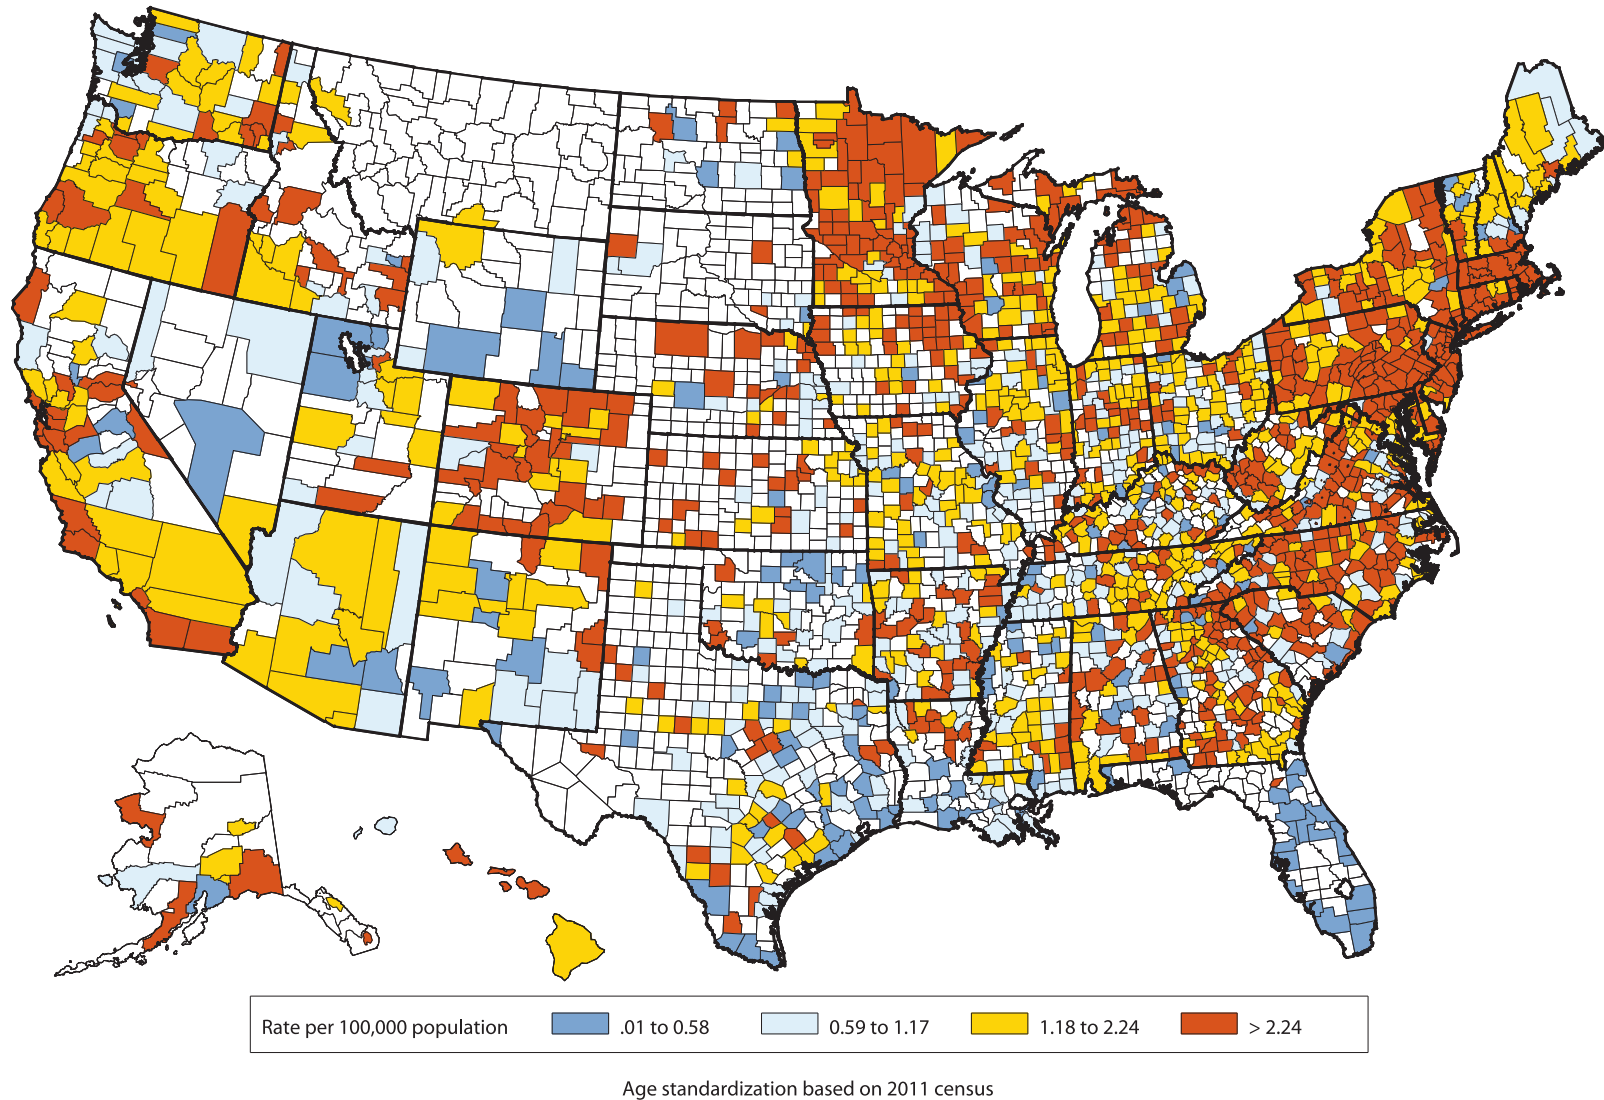 Rate per 100,000 population .01 to 0.58 0.59 to 1.17 1.18 to 2.24 > 2.24
Age standardization based on 2011 census